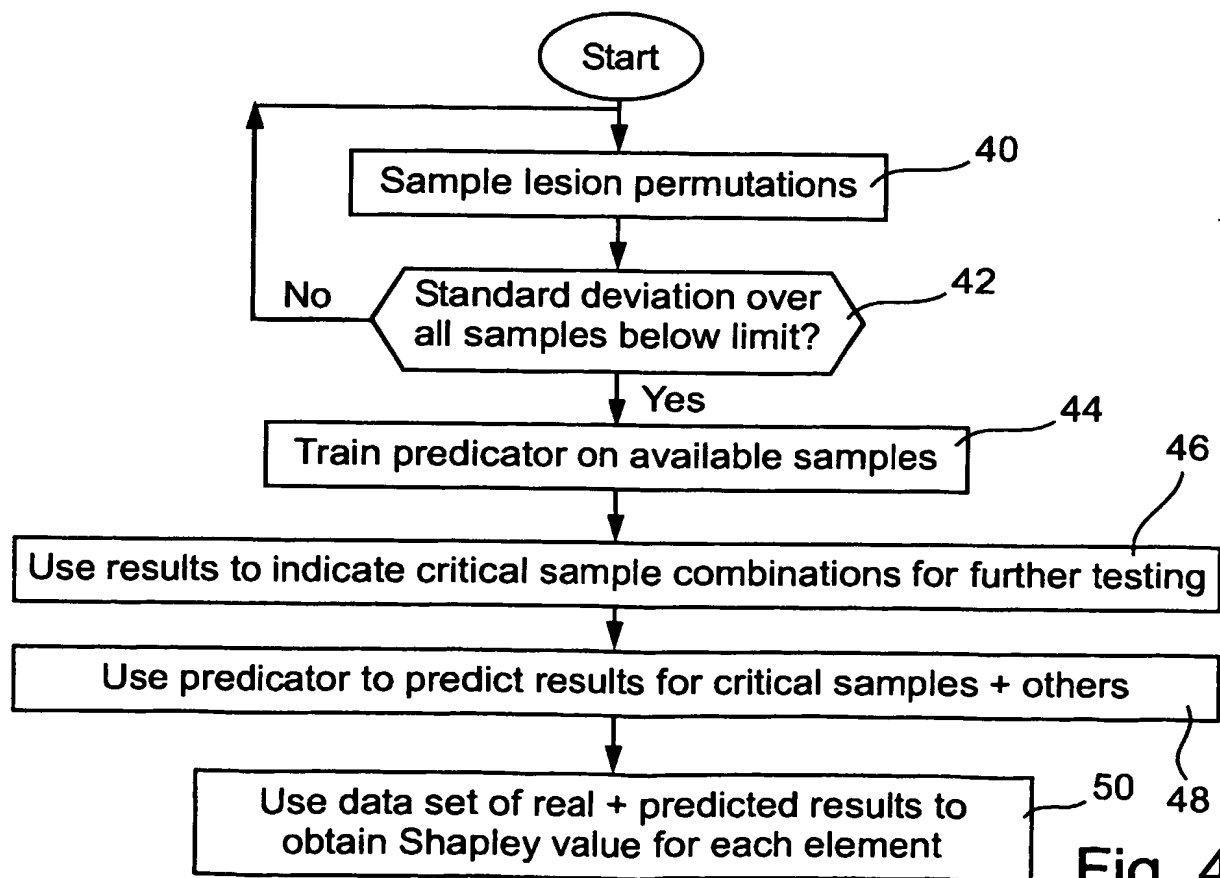 Start
Sample lesion permutations
40
No
Standard deviation over
all samples below limit?
42
Yes
Train predicator on available samples
44
46
Use results to indicate critical sample combinations for further testing
Use predicator to predict results for critical samples + others
48
Use data set of real + predicted results to
obtain Shapley value for each element
50
Fig. 4